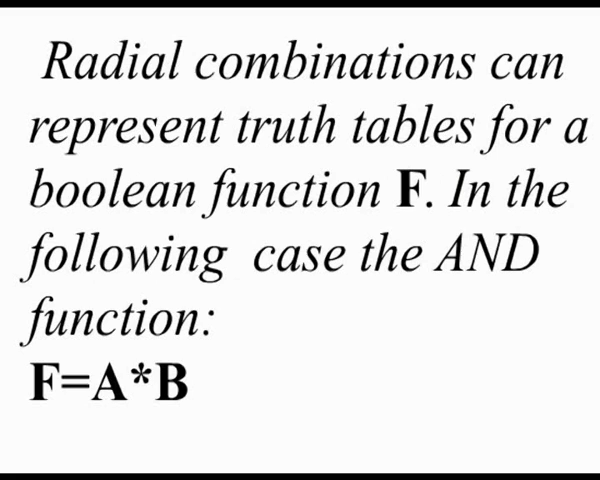 Radial combinations can
represent truth tables for a
boolean function F. In the
following case the AND
function:
F=A*B